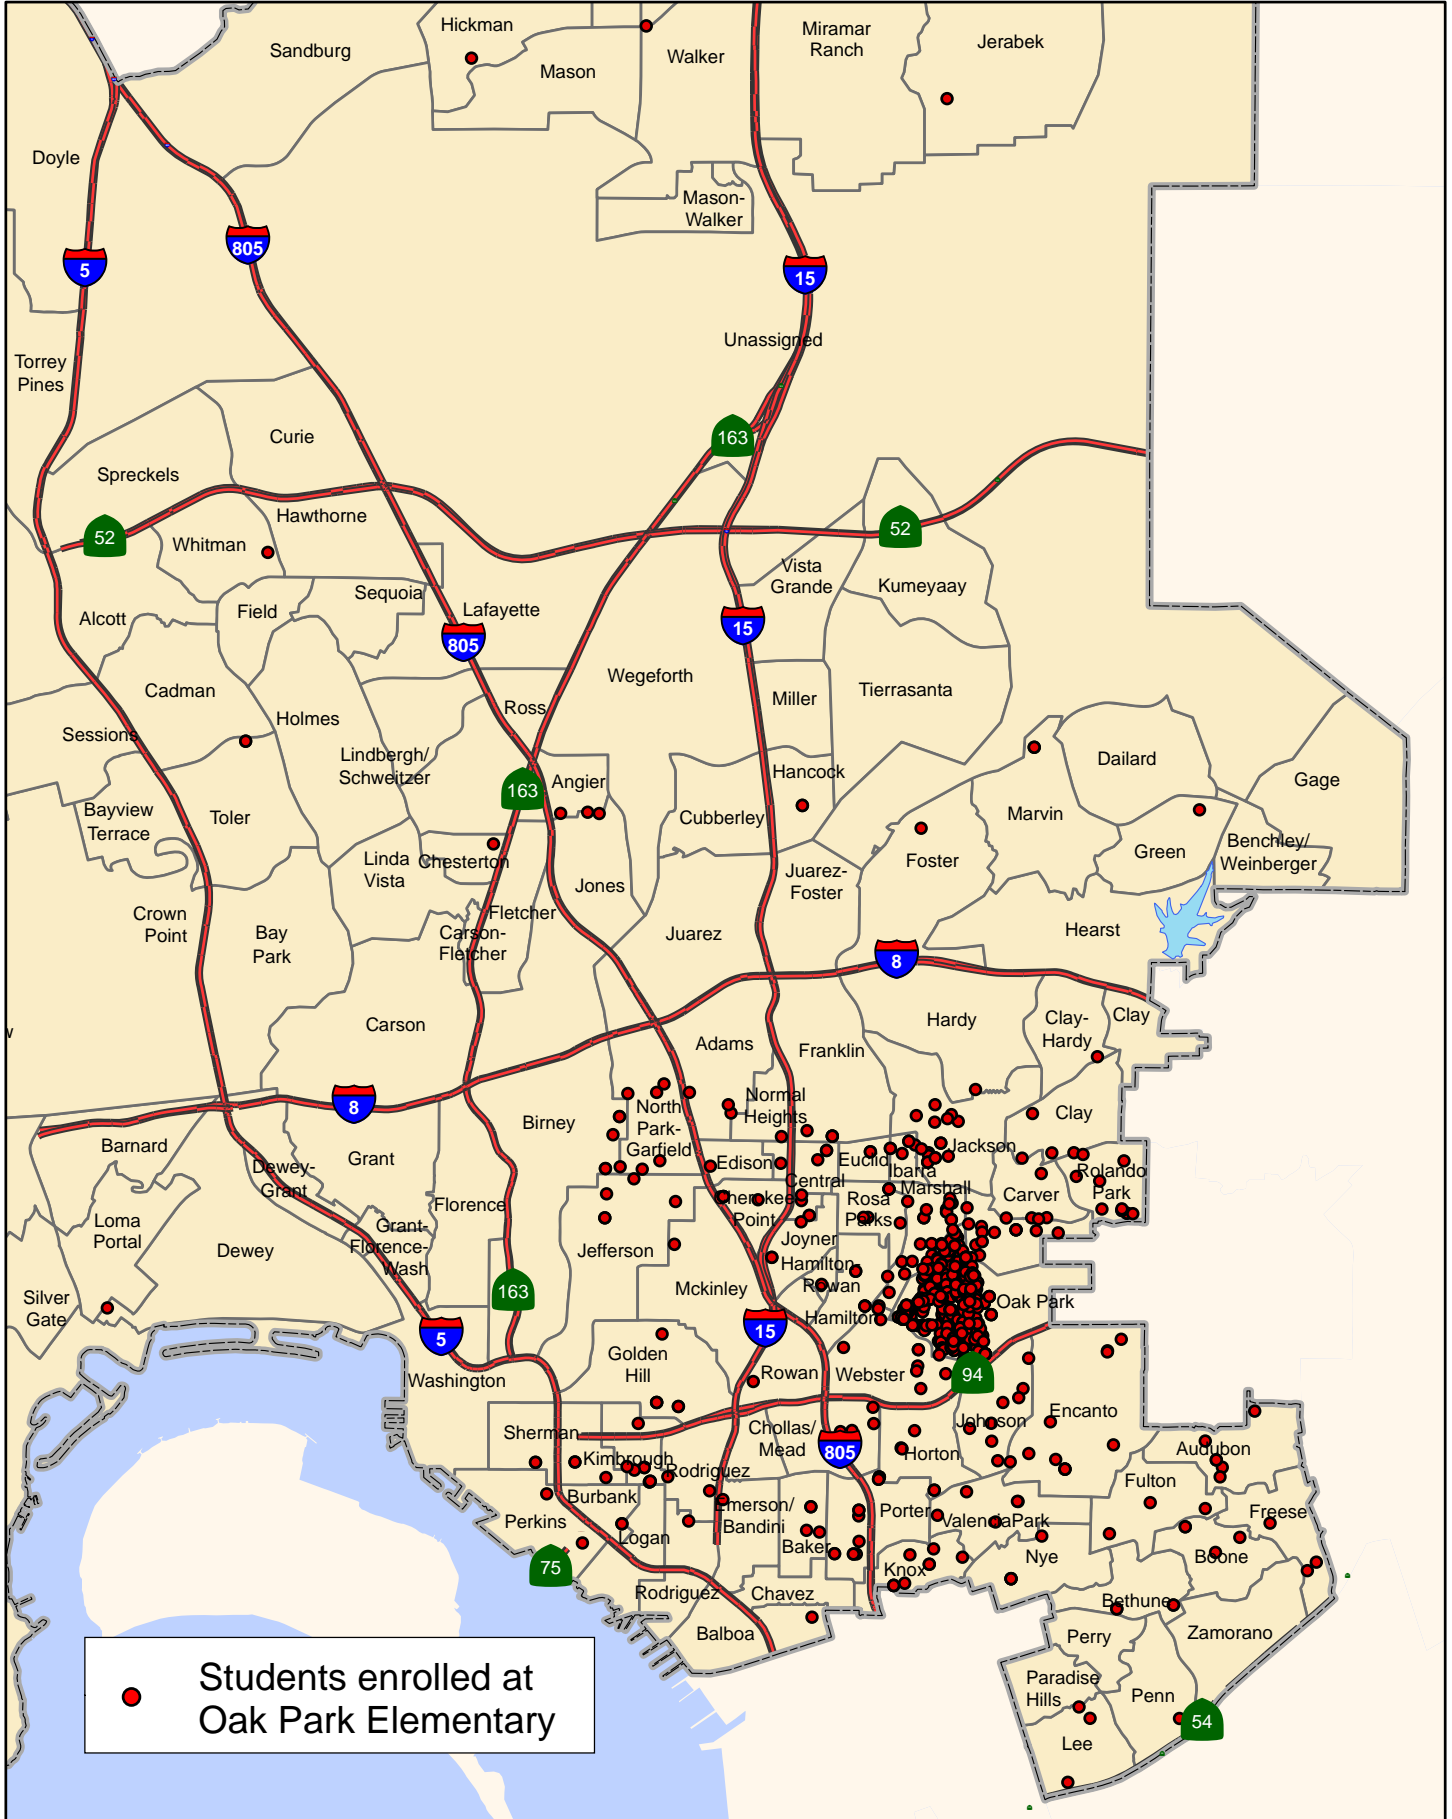 Hickman
Sandburg
Miramar
Ranch
Jerabek
Walker
Mason
Doyle
Mason-
Walker
805
5
15
Unassigned
Torrey
Pines
163
Curie
Spreckels
Hawthorne
52
52
Whitman
Vista
Grande
Kumeyaay
Sequoia
Lafayette
Field
Alcott
15
805
Wegeforth
Cadman
Tierrasanta
Miller
Ross
Holmes
Sessions
Lindbergh/
Schweitzer
Dailard
Hancock
Angier
Gage
163
Bayview
Terrace
Toler
Cubberley
Marvin
Benchley/
Weinberger
Green
Linda
Vista
Chesterton
Foster
Juarez-
Foster
Jones
Crown
Point
Fletcher
Bay
Park
Carson-
Fletcher
Juarez
Hearst
8
Carson
Hardy
Clay-
Hardy
Clay
w
Adams
Franklin
8
Normal
Heights
North
Park-
Garfield
Birney
Clay
Barnard
Grant
Jackson
Edison
Euclid
Ibarra
Dewey-
Grant
Central
Marshall
Rolando
Park
Carver
Cherokee
Point
Rosa
Parks
Florence
Loma
Portal
Grant-
Florence-
Wash
Joyner
Dewey
Jefferson
Hamilton-
Rowan
Mckinley
163
Silver
Gate
Oak Park
Hamilton
5
15
Golden
Hill
Rowan
Webster
94
Washington
Encanto
Johnson
Sherman
Chollas/
Mead
805
Horton
Audubon
Kimbrough
Rodriguez
Fulton
Burbank
Emerson/
Bandini
Porter
Freese
Perkins
ValenciaPark
Logan
Baker
Nye
Boone
75
Knox
Rodriguez
Chavez
Bethune
Balboa
Perry
Zamorano
Paradise
Hills
Penn
54
Lee
Students enrolled at
Oak Park Elementary